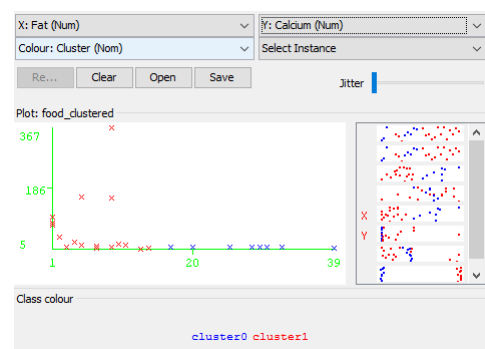 X: Fat (Num) Y: Calcium (Num)
Colour: Cluster (Nom) Select Instance
Re... Clear Open Save Jitter
Plot: food_clustered
367
186
5
1 20 39
X
Y
Class colour
cluster0 cluster1